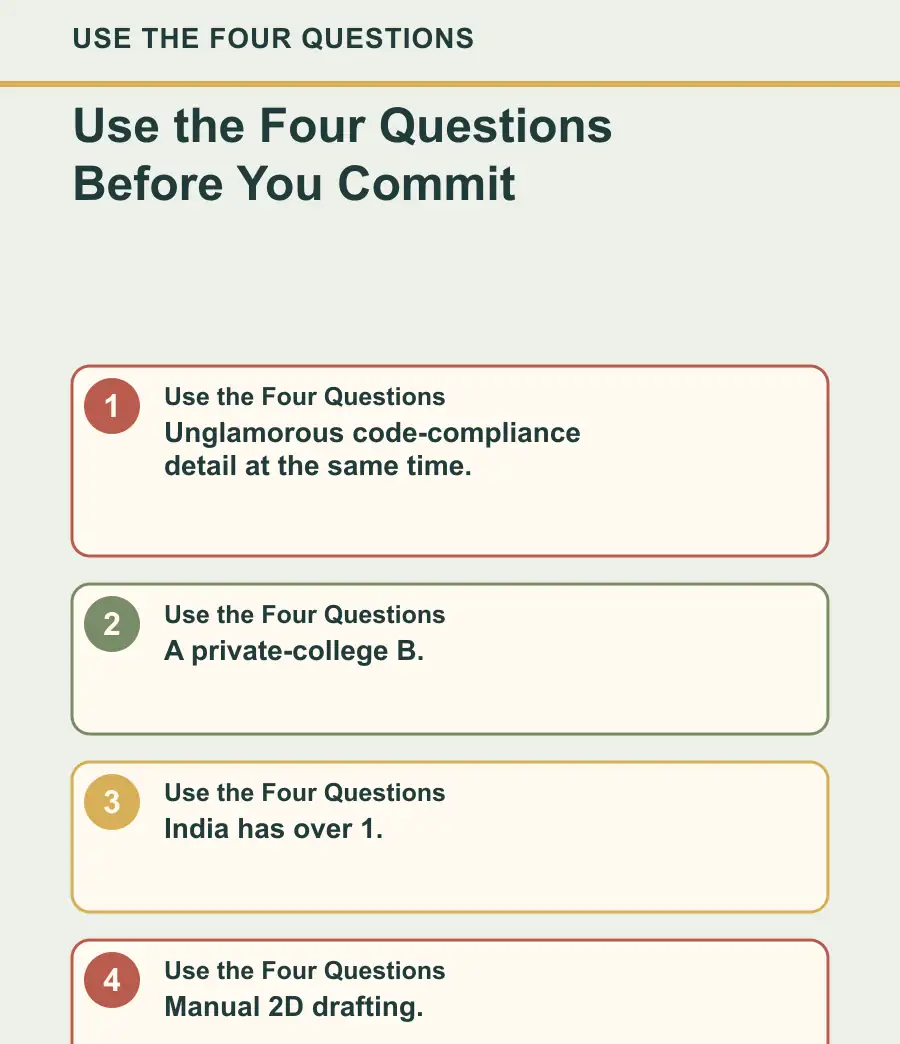 USE THE FOUR QUESTIONS
Use the Four Questions
Before You Commit
1
Use the Four Questions
Unglamorous code-compliance
detail at the same time.
2
Use the Four Questions
A private-college B.
3
Use the Four Questions
India has over 1.
4
Use the Four Questions
Manual 2D drafting.